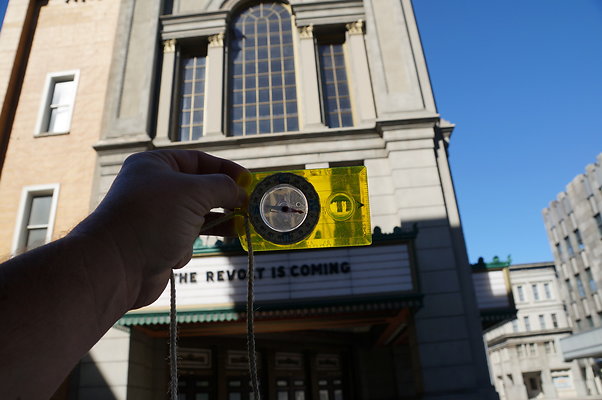 THE REVOLT IS COMING